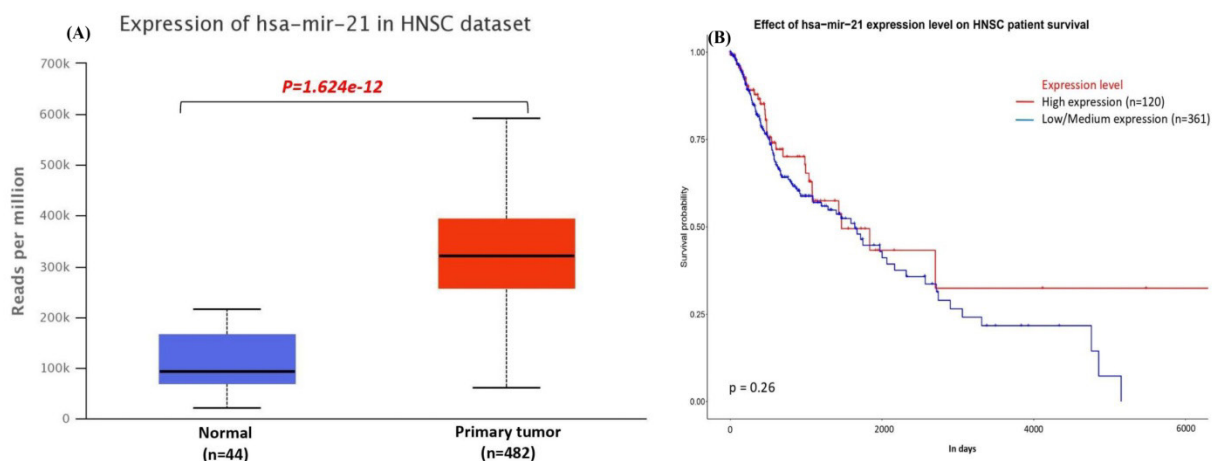 (A)
Expression of hsa-mir-21 in HNSC dataset
700k
600k
500k
400k
300k
200k
100k
0
Reads per million
P=1.624e-12
Normal
(n=44)
Primary tumor
(n=482)
(B)
Effect of hsa−mir−21 expression level on HNSC patient survival
1.00
0.75
0.50
0.25
0.00
Survival probability
Expression level
High expression (n=120)
Low/Medium expression (n=361)
p = 0.26
0
2000
4000
6000
In days